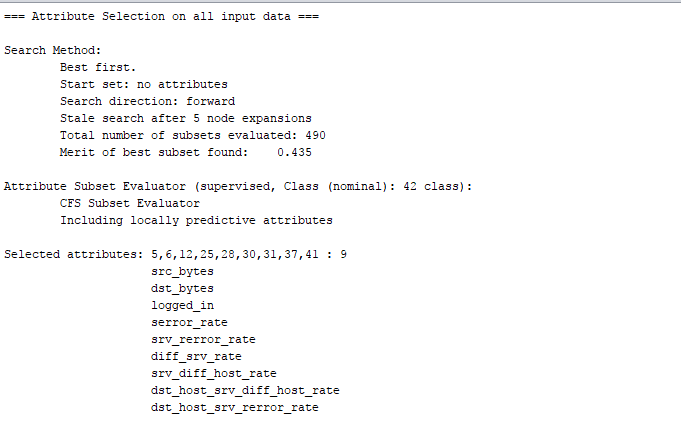 === Attribute Selection on all input data ===
Search Method:
Best first.
Start set: no attributes
Search direction: forward
Stale search after 5 node expansions
Total number of subsets evaluated: 490
Merit of best subset found: 0.435
Attribute Subset Evaluator (supervised, Class (nominal): 42 class):
CFS Subset Evaluator
Including locally predictive attributes
Selected attributes: 5,6,12,25,28,30,31,37,41 : 9
src_bytes
dst_bytes
logged_in
serror_rate
srv_rerror_rate
diff_srv_rate
srv_diff_host_rate
dst_host_srv_diff_host_rate
dst_host_srv_rerror_rate